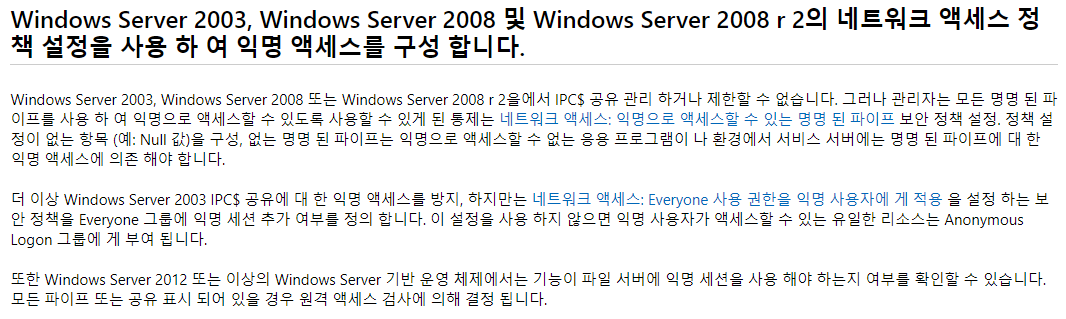 Windows Server 2003, Windows Server 2008 및 Windows Server 2008 r 2의 네트워크 액세스 정
책 설정을 사용 하 여 익명 액세스를 구성 합니다.
Windows Server 2003, Windows Server 2008 또는 Windows Server 2008 r 2을에서 IPC$ 공유 관리 하거나 제한할 수 없습니다. 그러나 관리자는 모든 명명 된 파
이프를 사용 하 여 익명으로 액세스할 수 있도록 사용할 수 있게 된 통제는 네트워크 액세스: 익명으로 액세스할 수 있는 명명 된 파이프 보안 정책 설정. 정책 설
정이 없는 항목 (예: Null 값)을 구성, 없는 명명 된 파이프는 익명으로 액세스할 수 없는 응용 프로그램이 나 환경에서 서비스 서버에는 명명 된 파이프에 대 한
익명 액세스에 의존 해야 합니다.
더 이상 Windows Server 2003 IPC$ 공유에 대 한 익명 액세스를 방지, 하지만는 네트워크 액세스: Everyone 사용 권한을 익명 사용자에 게 적용 을 설정 하는 보
안 정책을 Everyone 그룹에 익명 세션 추가 여부를 정의 합니다. 이 설정을 사용 하지 않으면 익명 사용자가 액세스할 수 있는 유일한 리소스는 Anonymous
Logon 그룹에 게 부여 됩니다.
또한 Windows Server 2012 또는 이상의 Windows Server 기반 운영 체제에서는 기능이 파일 서버에 익명 세션을 사용 해야 하는지 여부를 확인할 수 있습니다.
모든 파이프 또는 공유 표시 되어 있을 경우 원격 액세스 검사에 의해 결정 됩니다.